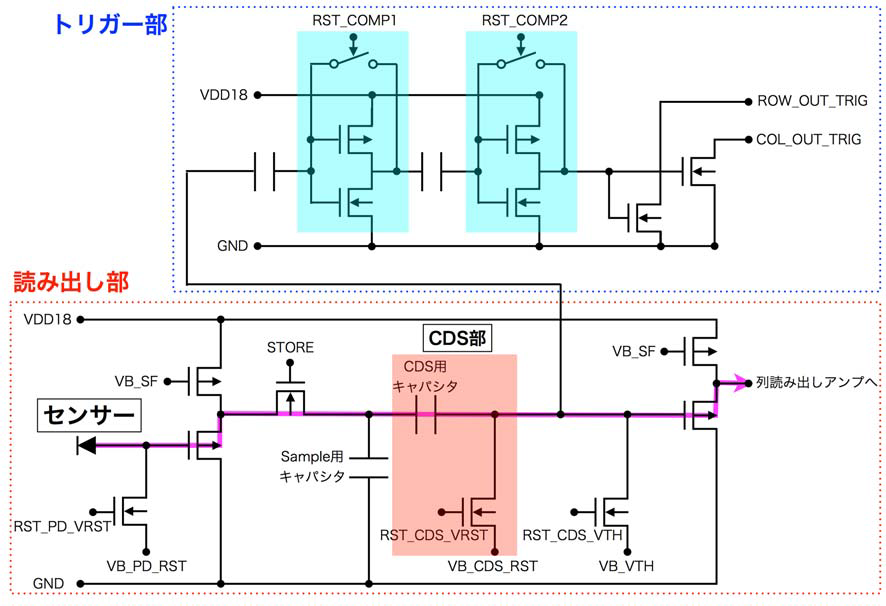 トリガー部
RST_COMP1
RST_COMP2
VDD18
ROW_OUT_TRIG
COL_OUT_TRIG
GND
読み出し部
VDD18
CDS部
STORE
VB_SF
VB_SF
CDS用
キャパシタ
列読み出しアンプへ
センサー
Sample用
キャパシタ
RST_PD_VRST
RST_CDS_VRST
RST_CDS_VTH
VB_PD_RST
VB_CDS_RST
VB_VTH
GND